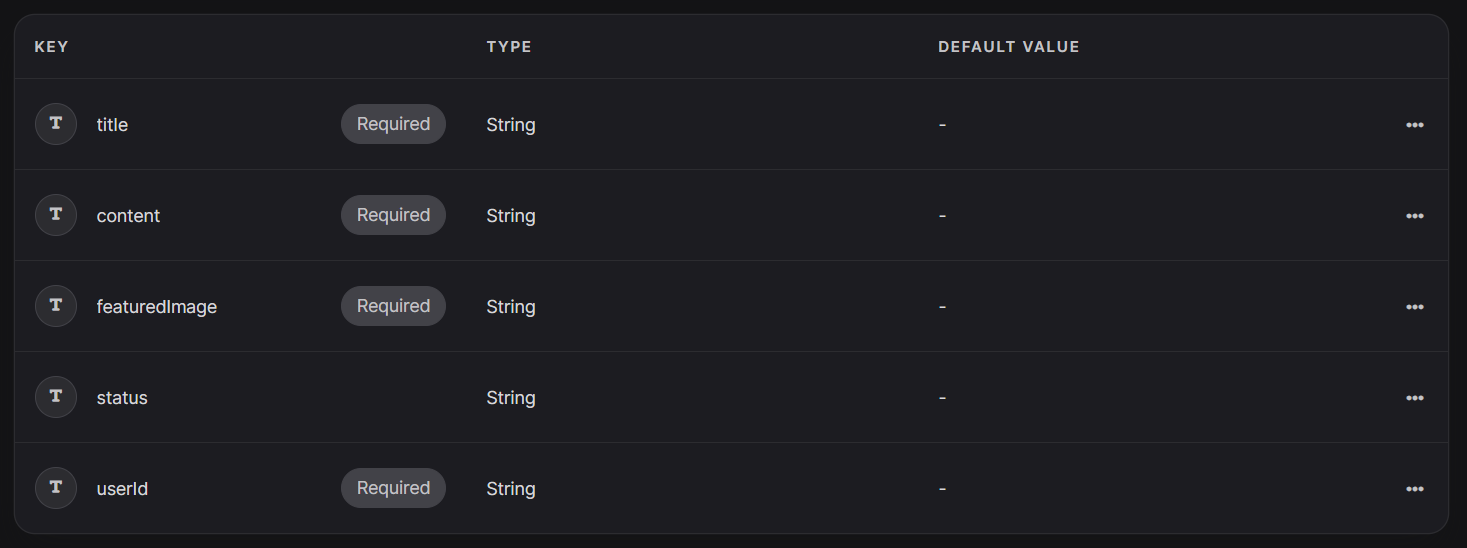 KEY TYPE DEFAULT VALUE
T title Required String -
T content Required String -
T featuredImage Required String -
T status String -
T userId Required String -